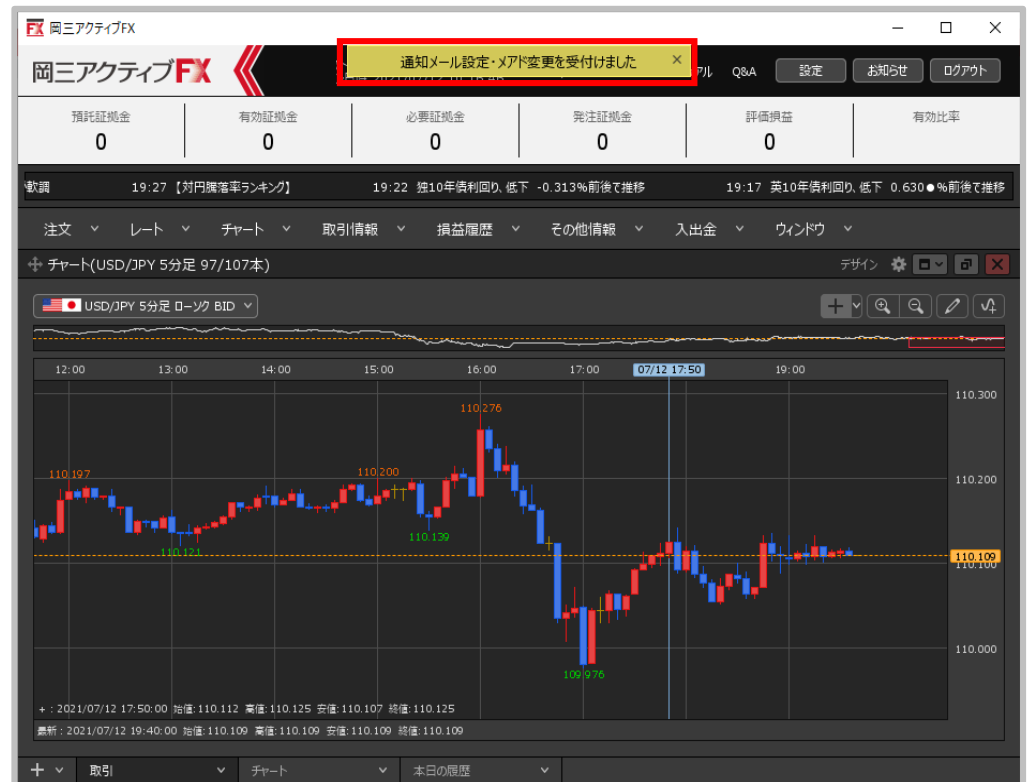 FX 岡三アクティブFX
岡三アクティブFX
通知メール設定・メアド変更を受付けました ×
Q&A 設定 お知らせ ログアウト
預託証拠金 有効証拠金 必要証拠金 発注証拠金 評価損益 有効比率
0 0 0 0 0
軟調 19:27 【対円騰落率ランキング】 19:22 独10年債利回り、低下 -0.313%前後で推移 19:17 英10年債利回り、低下 0.630●%前後で推移
注文 レート チャート 取引情報 損益履歴 その他情報 入出金 ウィンドウ
チャート(USD/JPY 5分足 97/107本) デザイン
USD/JPY 5分足 ローソク BID
12:00 13:00 14:00 15:00 16:00 17:00 07/12 17:50 19:00
110.300
110.276
110.197 110.200 110.200
110.139
110.121
110.109
110.100
110.000
109.976
+ : 2021/07/12 17:50:00 始値:110.112 高値:110.125 安値:110.107 終値:110.125
最新 : 2021/07/12 19:40:00 始値:110.109 高値:110.109 安値:110.109 終値:110.109
取引 チャート 本日の履歴